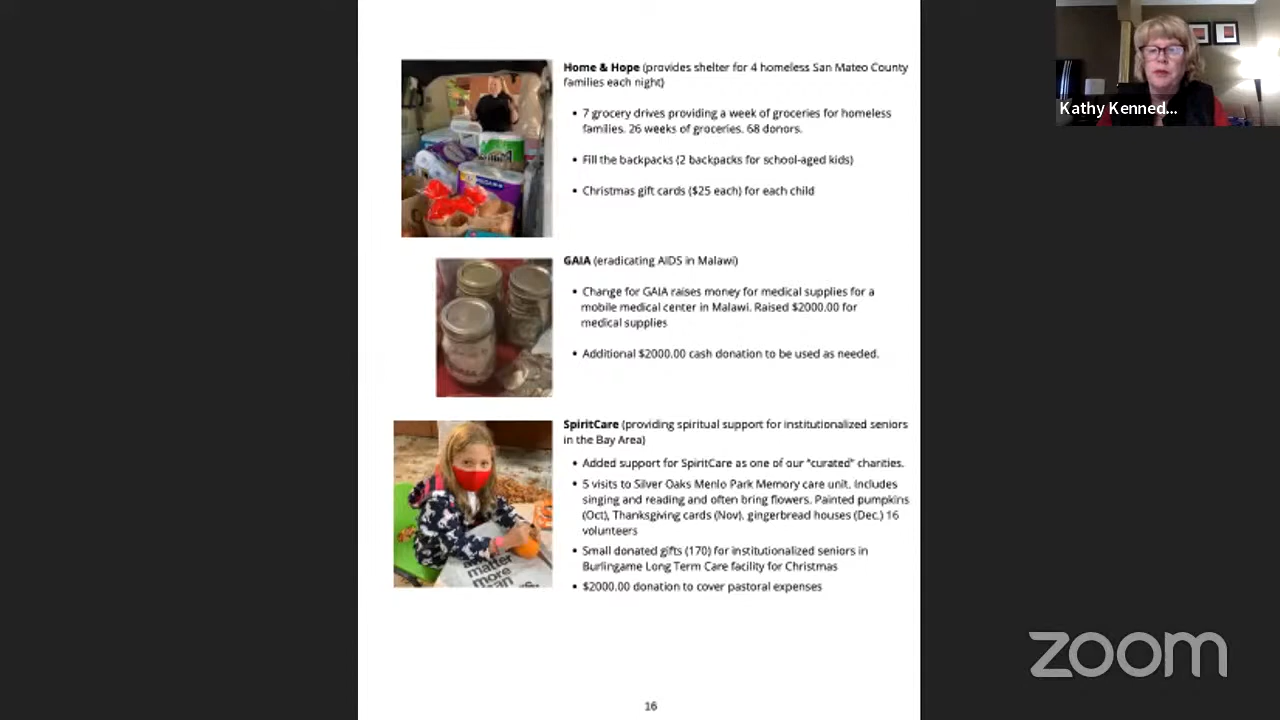 Home & Hope (provides shelter for 4 homeless San Mateo County
families each night)
• 7 grocery drives providing a week of groceries for homeless
families. 26 weeks of groceries. 68 donors.
• Fill the backpacks (2 backpacks for school-aged kids)
• Christmas gift cards ($25 each) for each child
GAIA (eradicating AIDS in Malawi)
• Change for GAIA raises money for medical supplies for a
mobile medical center in Malawi. Raised $2000.00 for
medical supplies
• Additional $2000.00 cash donation to be used as needed.
SpiritCare (providing spiritual support for institutionalized seniors
in the Bay Area)
• Added support for SpiritCare as one of our "curated" charities.
• 5 visits to Silver Oaks Menlo Park Memory care unit. Includes
singing and reading and often bring flowers. Painted pumpkins
(Oct), Thanksgiving cards (Nov). gingerbread houses (Dec.) 16
volunteers
• Small donated gifts (170) for institutionalized seniors in
Burlingame Long Term Care facility for Christmas
• $2000.00 donation to cover pastoral expenses
matter
more
16
Kathy Kenned...
zoom